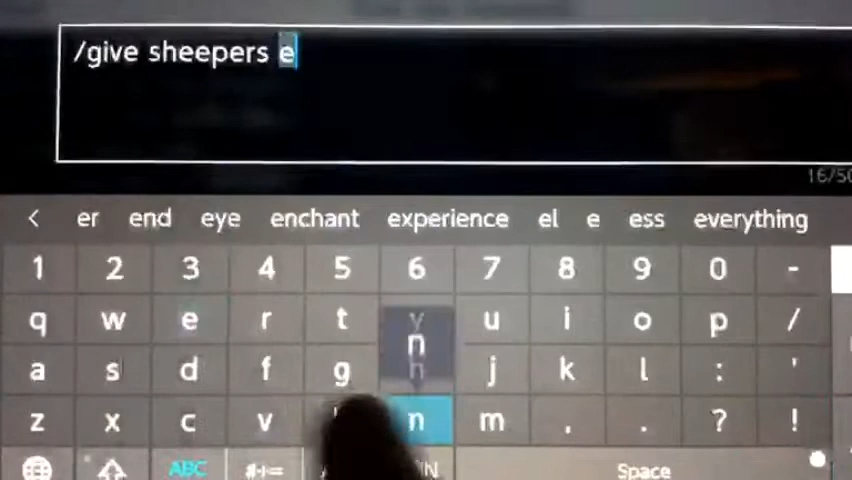 /give sheepers e
16/50
< er end eye enchant experience el e ess everything
1 2 3 4 5 6 7 8 9 0 -
q w e r t y u i o p /
n
a s d f g h j k l : '
z x c v n m , . ? !
ABC #+= Space